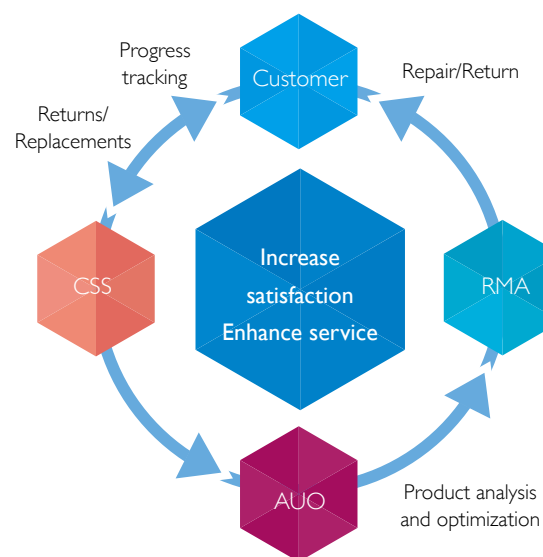 Progress
tracking
Customer
Repair/Return
Returns/
Replacements
CSS
Increase
satisfaction
Enhance service
RMA
AUO
Product analysis
and optimization